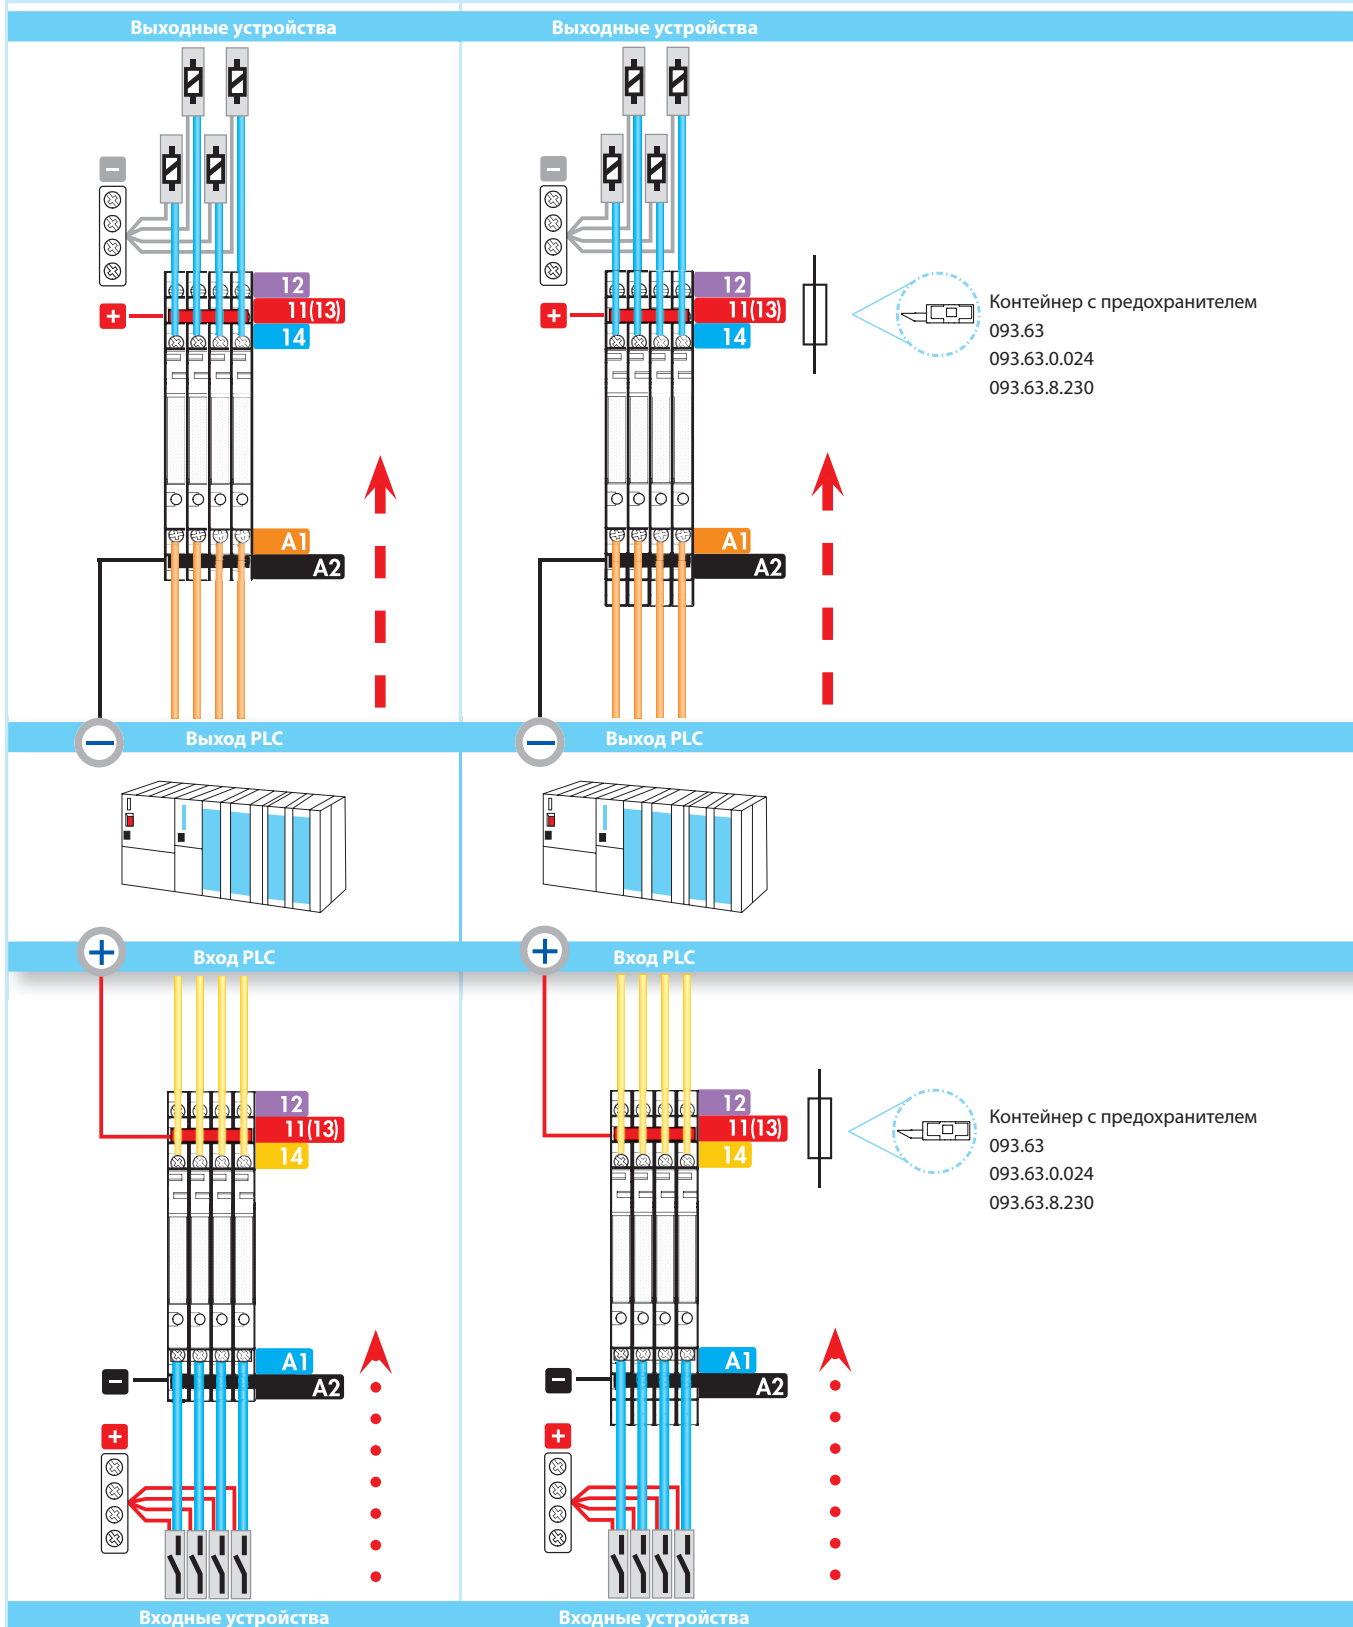 Выходные устройства
Выходные устройства
12
11(13)
14
12
11(13)
14
Контейнер с предохранителем
093.63
093.63.0.024
093.63.8.230
A1
A2
A1
A2
Выход PLC
Выход PLC
Вход PLC
Вход PLC
12
11(13)
14
12
11(13)
14
Контейнер с предохранителем
093.63
093.63.0.024
093.63.8.230
A1
A2
A1
A2
Входные устройства
Входные устройства